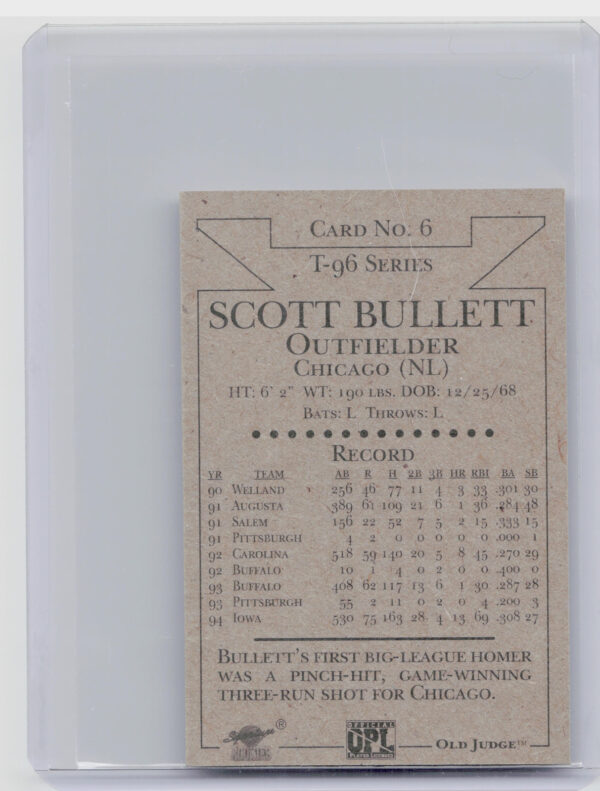 CARD NO. 6
T-96 SERIES
SCOTT BULLETT
OUTFIELDER
CHICAGO (NL)
HT: 6' 2" WT: 190 LBS. DOB: 12/25/68
BATS: L THROWS: L
RECORD
YR TEAM AB R H 2B 3B HR RBI BA SB
90 WELLAND 256 46 77 11 4 3 33 .301 30
91 AUGUSTA 389 61 109 21 6 1 36 .284 48
91 SALEM 156 22 52 7 5 2 15 .333 15
91 PITTSBURGH 4 2 0 0 0 0 0 .000 1
92 CAROLINA 518 59 140 20 5 8 45 .270 29
92 BUFFALO 10 1 4 0 2 0 0 .400 0
93 BUFFALO 408 62 117 13 6 1 30 .287 28
93 PITTSBURGH 55 2 11 0 2 0 4 .200 3
94 IOWA 530 75 163 28 4 13 69 .308 27
BULLETT'S FIRST BIG-LEAGUE HOMER
WAS A PINCH-HIT, GAME-WINNING
THREE-RUN SHOT FOR CHICAGO.
Signature ROOKIES ® OFFICIAL UPL PLAYER LICENSEE OLD JUDGE™